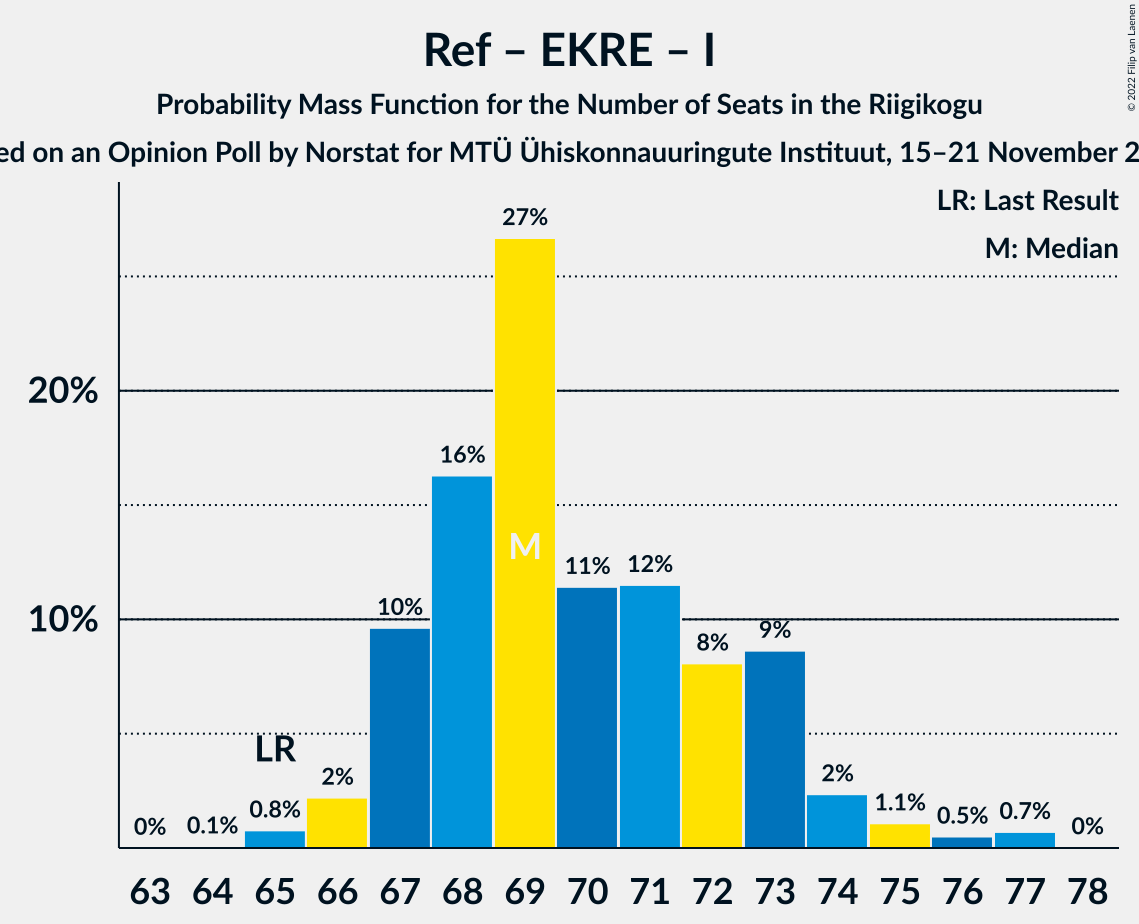 Ref – EKRE – I
Probability Mass Function for the Number of Seats in the Riigikogu
ed on an Opinion Poll by Norstat for MTÜ Ühiskonnauuringute Instituut, 15–21 November 2
© 2022 Filip van Laenen
LR: Last Result
M: Median
27%
20%
16%
M
11%
12%
10%
10%
9%
8%
LR
2%
2%
0%
0.1%
0.8%
1.1%
0.5%
0.7%
0%
63 64 65 66 67 68 69 70 71 72 73 74 75 76 77 78